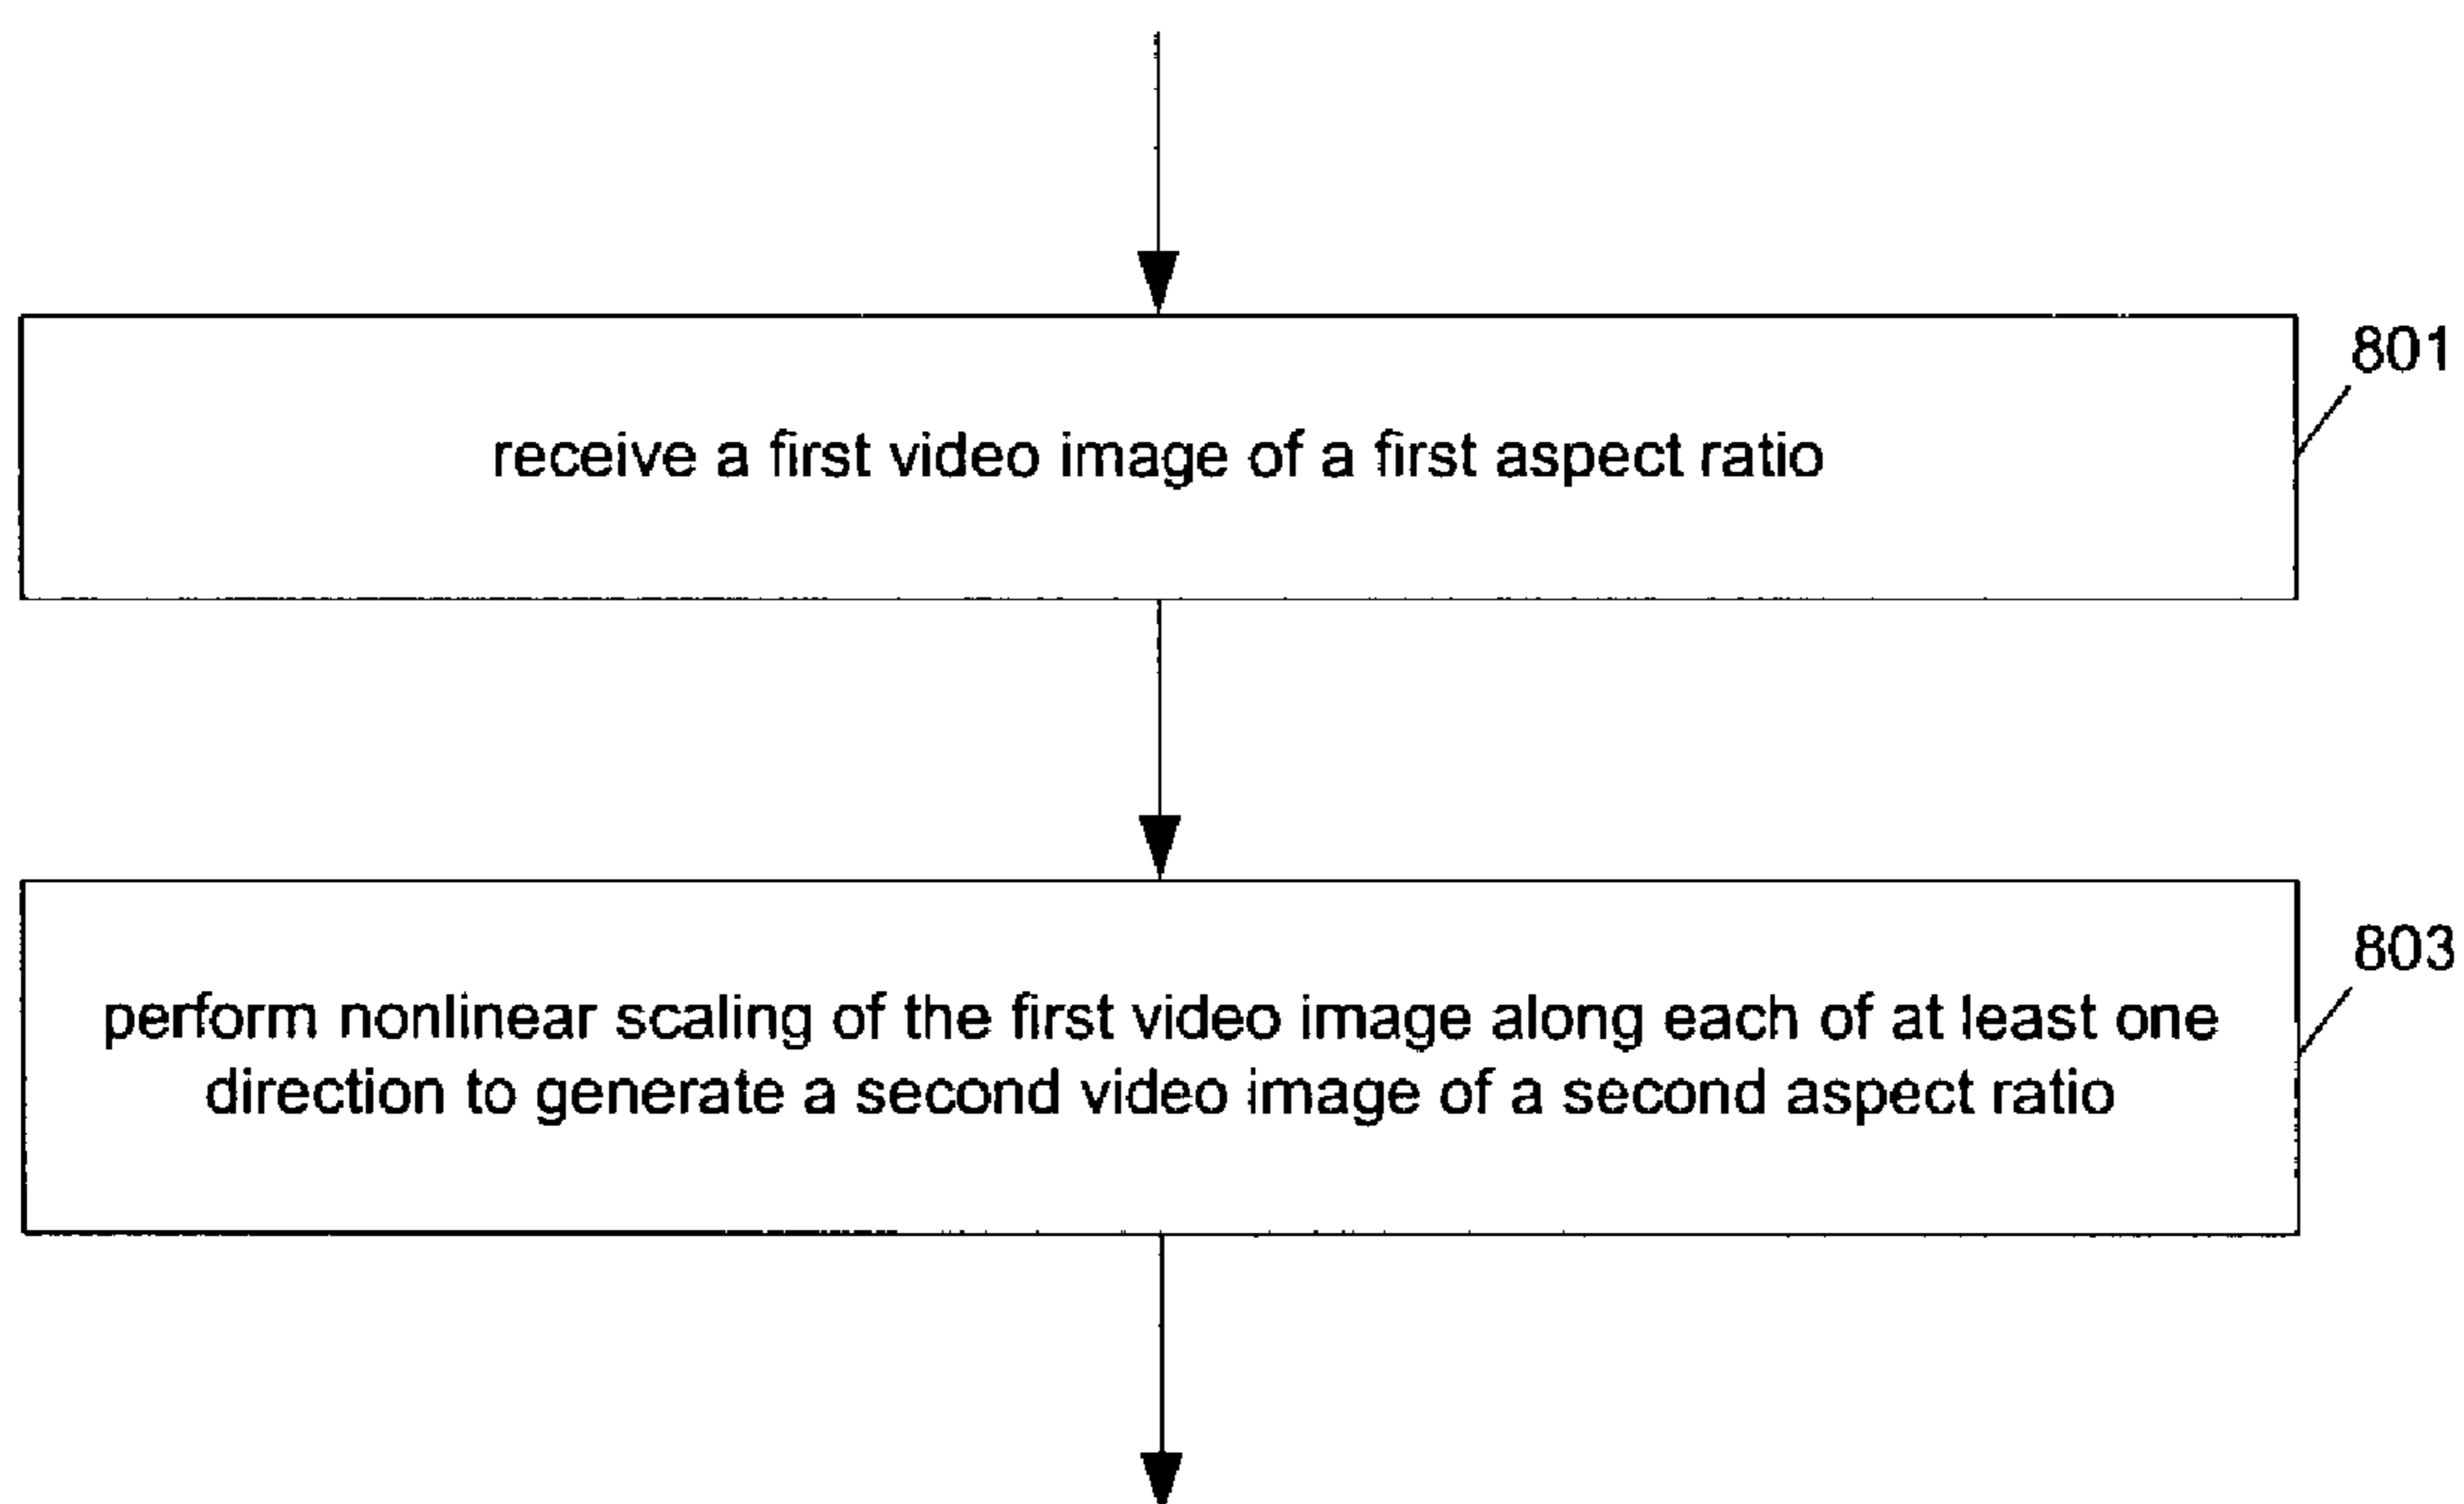 801
receive a first video image of a first aspect ratio
803
perform nonlinear scaling of the first video image along each of at least one
direction to generate a second video image of a second aspect ratio